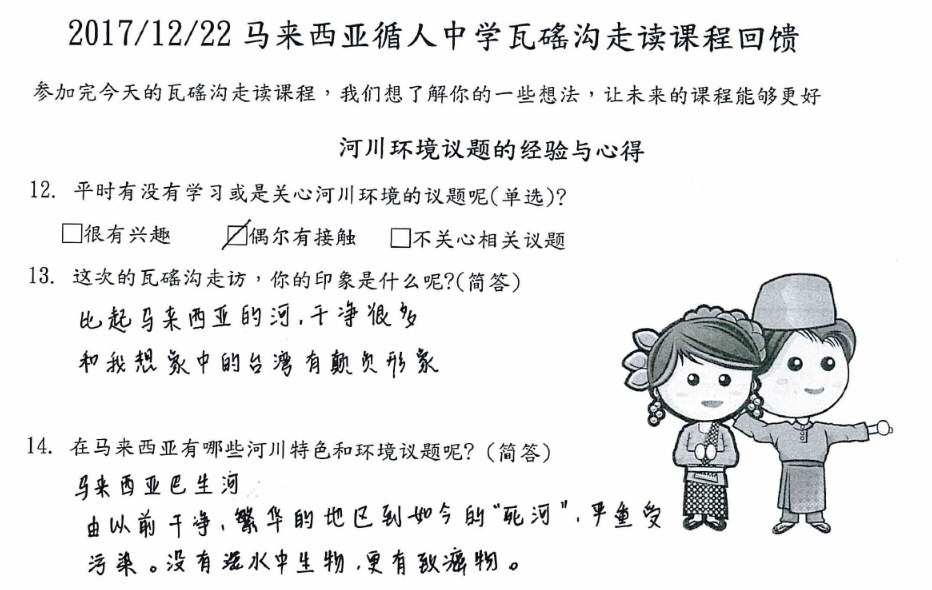 2017/12/22 马来西亚循人中学瓦磘沟走读课程回馈
参加完今天的瓦磘沟走读课程，我们想了解你的一些想法，让未来的课程能够更好
河川环境议题的经验与心得
12. 平时有没有学习或是关心河川环境的议题呢(单选)?
□很有兴趣 ☑偶尔有接触 □不关心相关议题
13. 这次的瓦磘沟走访，你的印象是什么呢?(简答)
比起马来西亚的河,干净很多
和我想象中的台湾有颠负形象
14. 在马来西亚有哪些河川特色和环境议题呢? (简答)
马来西亚巴生河
由以前干净,繁华的地区到如今的“死河”,严重受
污染。没有淡水中生物,更有致癌物。